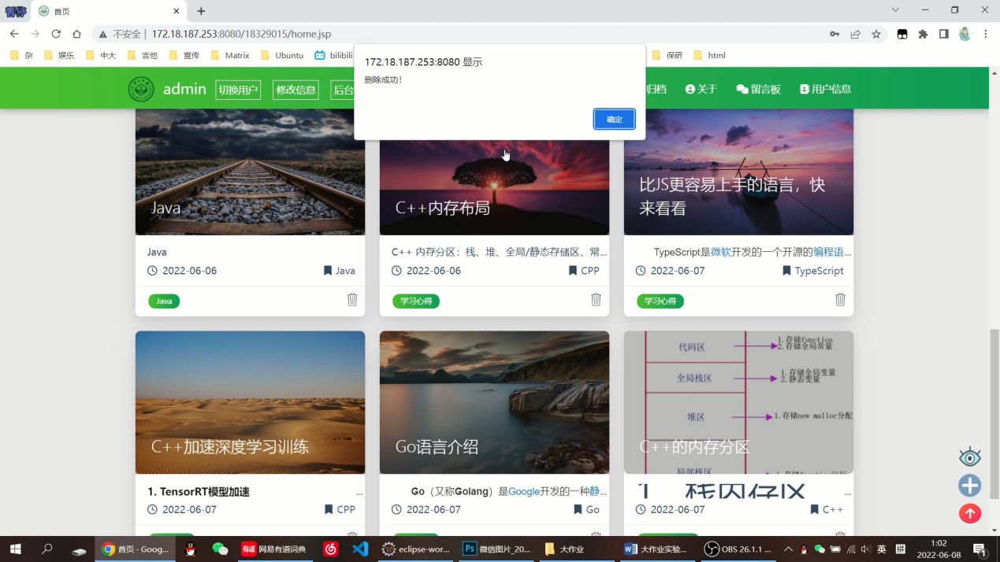 暂停
首页
不安全 | 172.18.187.253:8080/18329015/home.jsp
杂 娱乐 中大 吉他 宣传 Matrix Ubuntu bilibili 保研 html
172.18.187.253:8080 显示
删除成功！
确定
admin 切换用户 修改信息 后台 归档 关于 留言板 用户信息
Java
C++内存布局
比JS更容易上手的语言，快
来看看
Java
C++ 内存分区：栈、堆、全局/静态存储区、常...
TypeScript是微软开发的一个开源的编程语...
2022-06-06 Java
2022-06-06 CPP
2022-06-07 TypeScript
Java
学习心得
学习心得
C++加速深度学习训练
Go语言介绍
代码区 1.存储function
2.存储全局常量
全局栈区 1.存储全局变量
2.静态变量
堆区 1.存储new malloc分配
C++的内存分区
局部栈区
1. TensorRT模型加速 ...
Go（又称Golang）是Google开发的一种静...
1 栈内存区 ...
2022-06-07 CPP
2022-06-07 Go
2022-06-07 C++
首页 - Goog... 有道 网易有道词典 eclipse-wor... Ps 微信图片_20... 大作业 大作业实验... OBS 26.1.1 ... 英 拼 1:02
2022-06-08 1